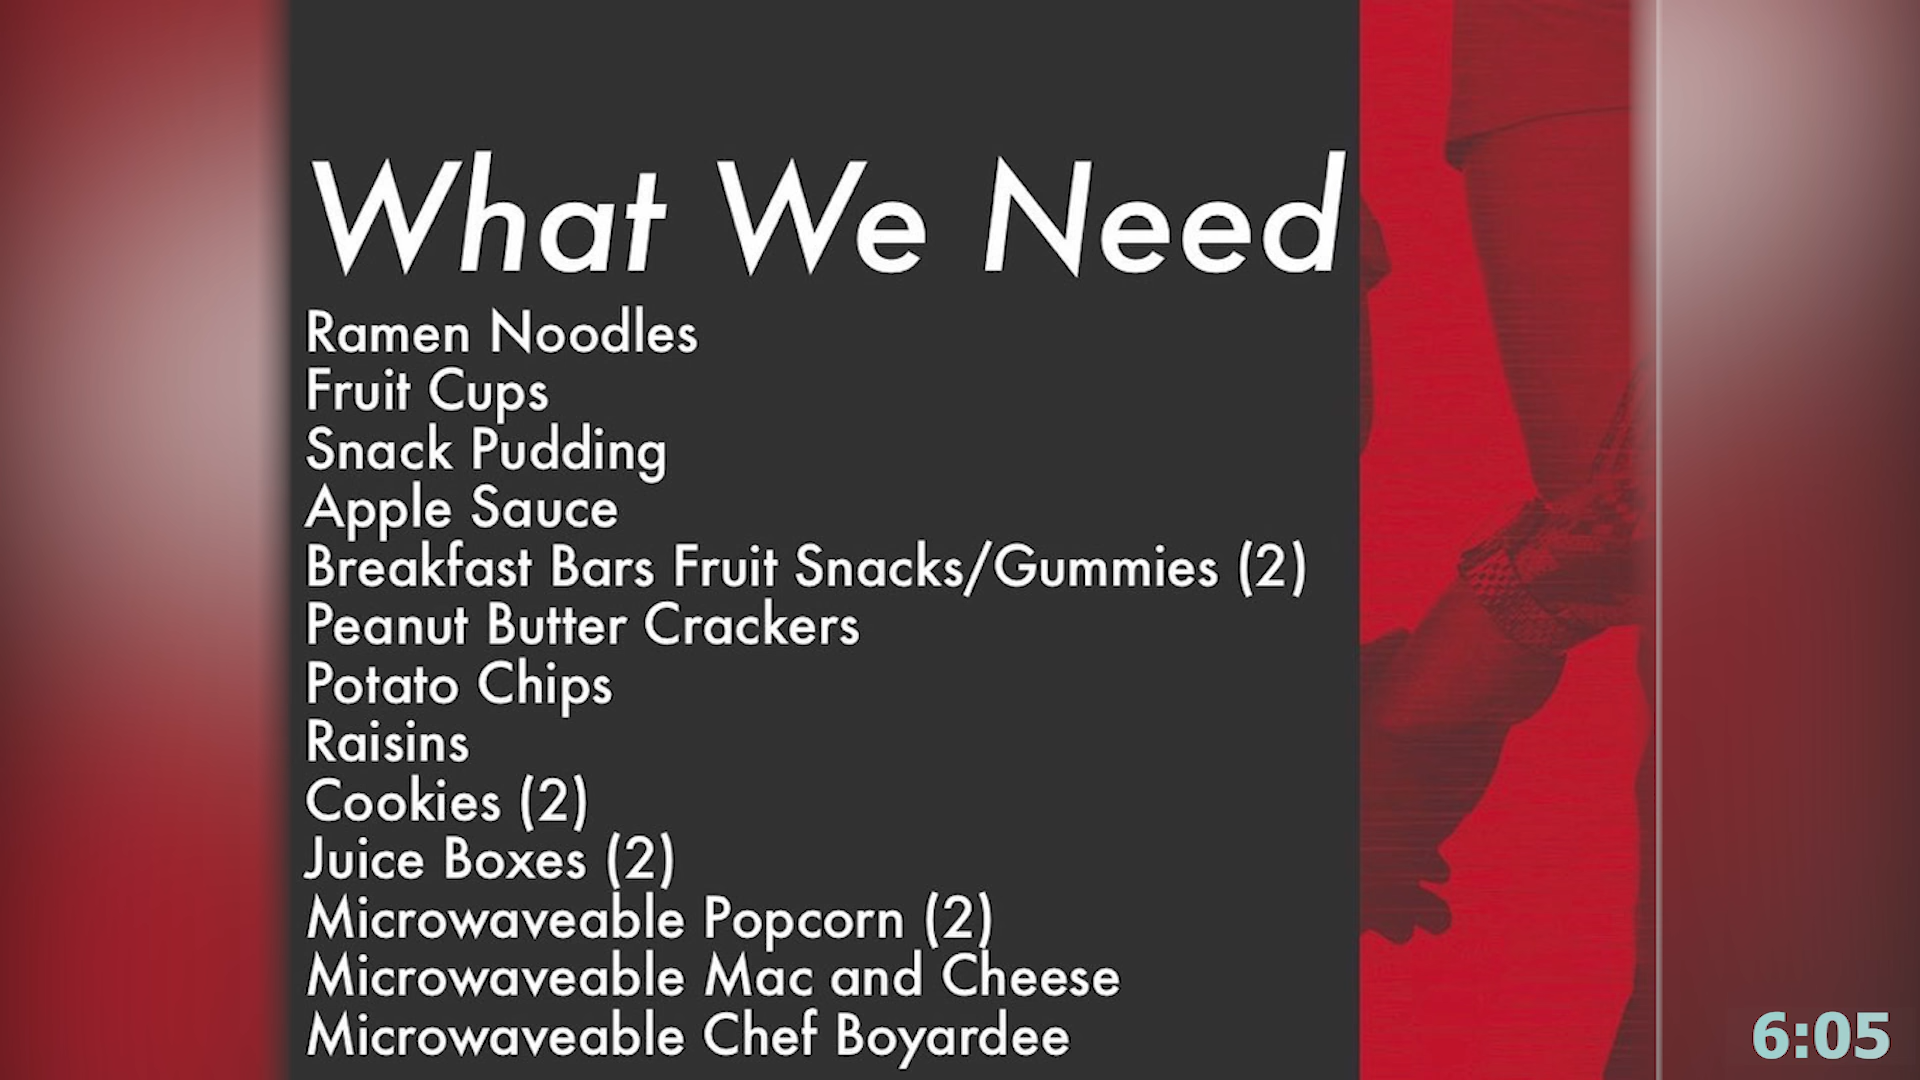 What We Need
Ramen Noodles
Fruit Cups
Snack Pudding
Apple Sauce
Breakfast Bars Fruit Snacks/Gummies (2)
Peanut Butter Crackers
Potato Chips
Raisins
Cookies (2)
Juice Boxes (2)
Microwaveable Popcorn (2)
Microwaveable Mac and Cheese
Microwaveable Chef Boyardee
6:05